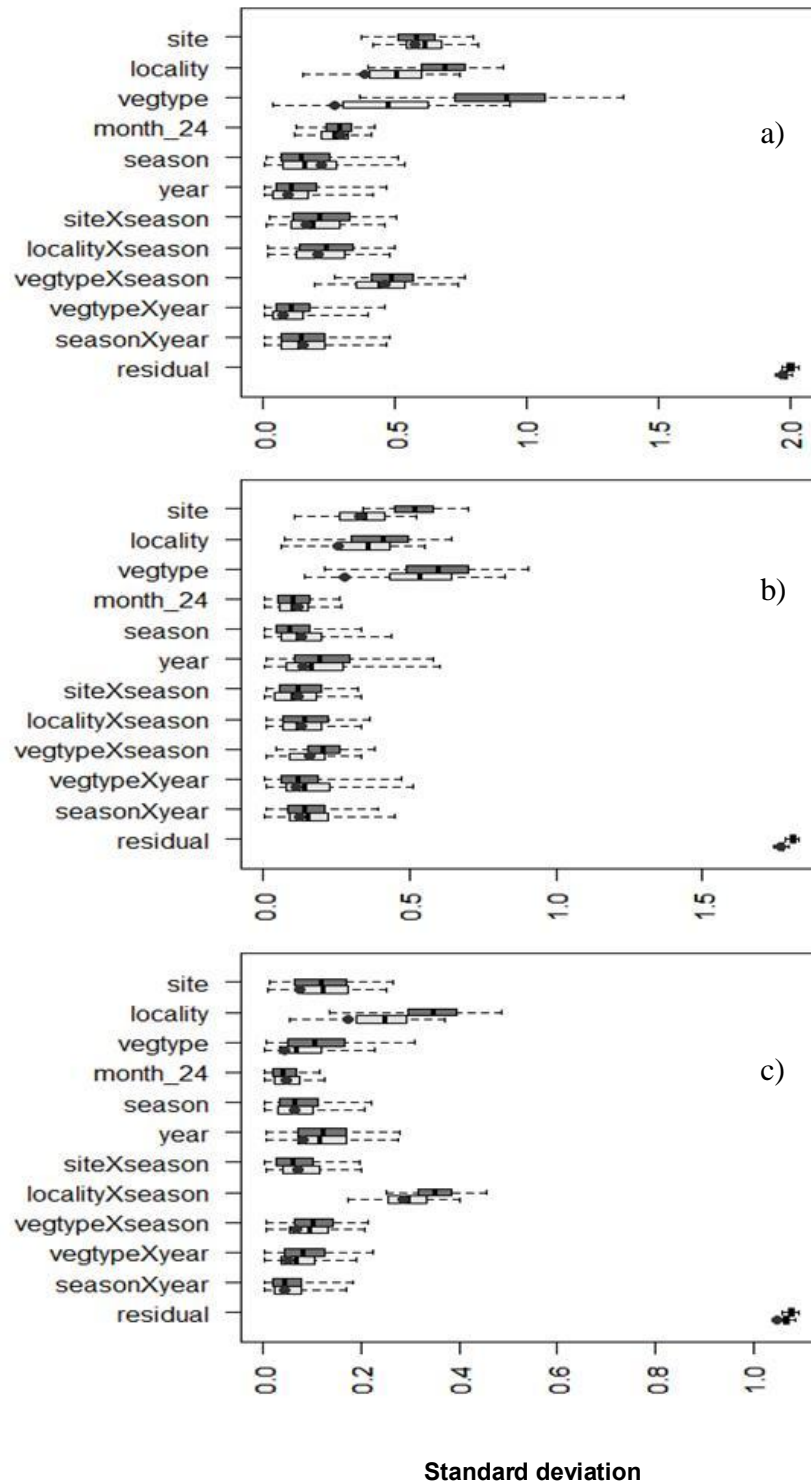 site
locality
vegtype
month_24
season
year
siteXseason
localityXseason
vegtypeXseason
vegtypeXyear
seasonXyear
residual
a)
0.0 0.5 1.0 1.5 2.0
site
locality
vegtype
month_24
season
year
siteXseason
localityXseason
vegtypeXseason
vegtypeXyear
seasonXyear
residual
b)
0.0 0.5 1.0 1.5
site
locality
vegtype
month_24
season
year
siteXseason
localityXseason
vegtypeXseason
vegtypeXyear
seasonXyear
residual
c)
0.0 0.2 0.4 0.6 0.8 1.0
Standard deviation